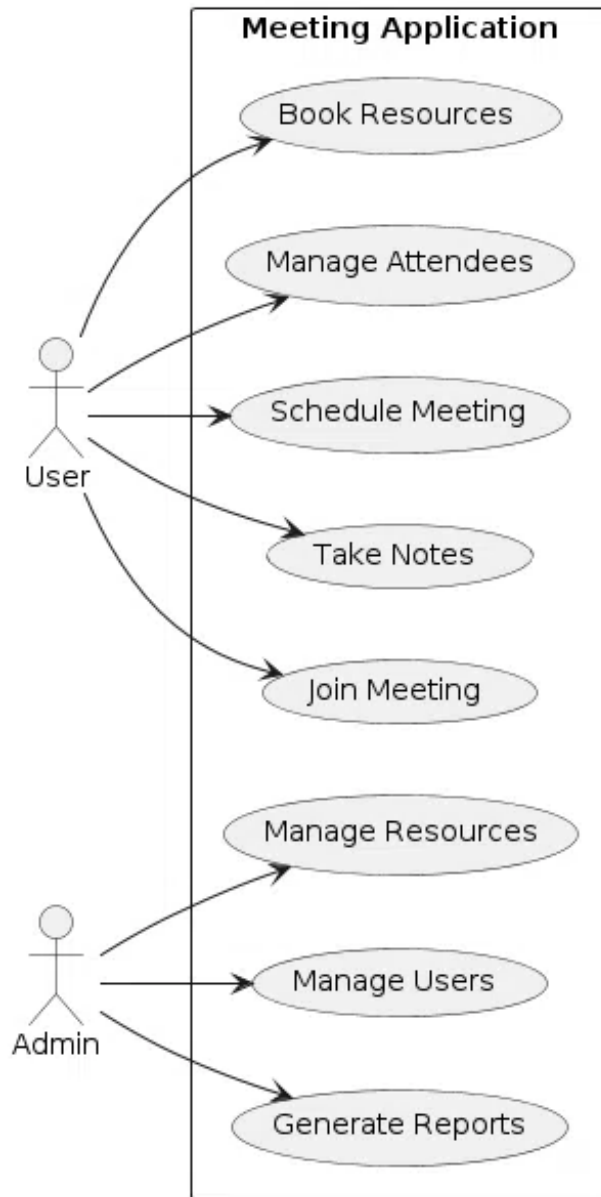 Meeting Application
Book Resources
Manage Attendees
Schedule Meeting
User
Take Notes
Join Meeting
Manage Resources
Manage Users
Admin
Generate Reports